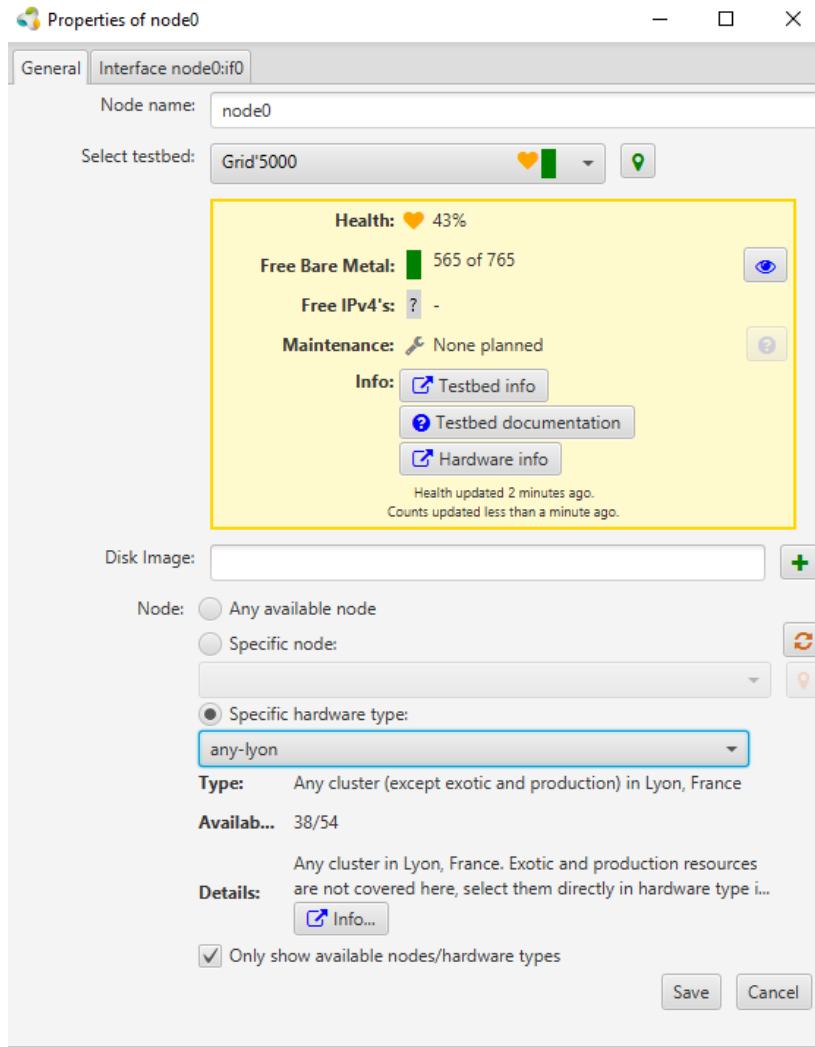 Properties of node0
General Interface node0:if0
Node name: node0
Select testbed: Grid'5000
Health: 43%
Free Bare Metal: 565 of 765
Free IPv4's: ? -
Maintenance: None planned
Info: Testbed info
Testbed documentation
Hardware info
Health updated 2 minutes ago.
Counts updated less than a minute ago.
Disk Image:
Node: Any available node
Specific node:
Specific hardware type:
any-lyon
Type: Any cluster (except exotic and production) in Lyon, France
Availab... 38/54
Details: Any cluster in Lyon, France. Exotic and production resources
are not covered here, select them directly in hardware type i...
Info...
Only show available nodes/hardware types
Save Cancel